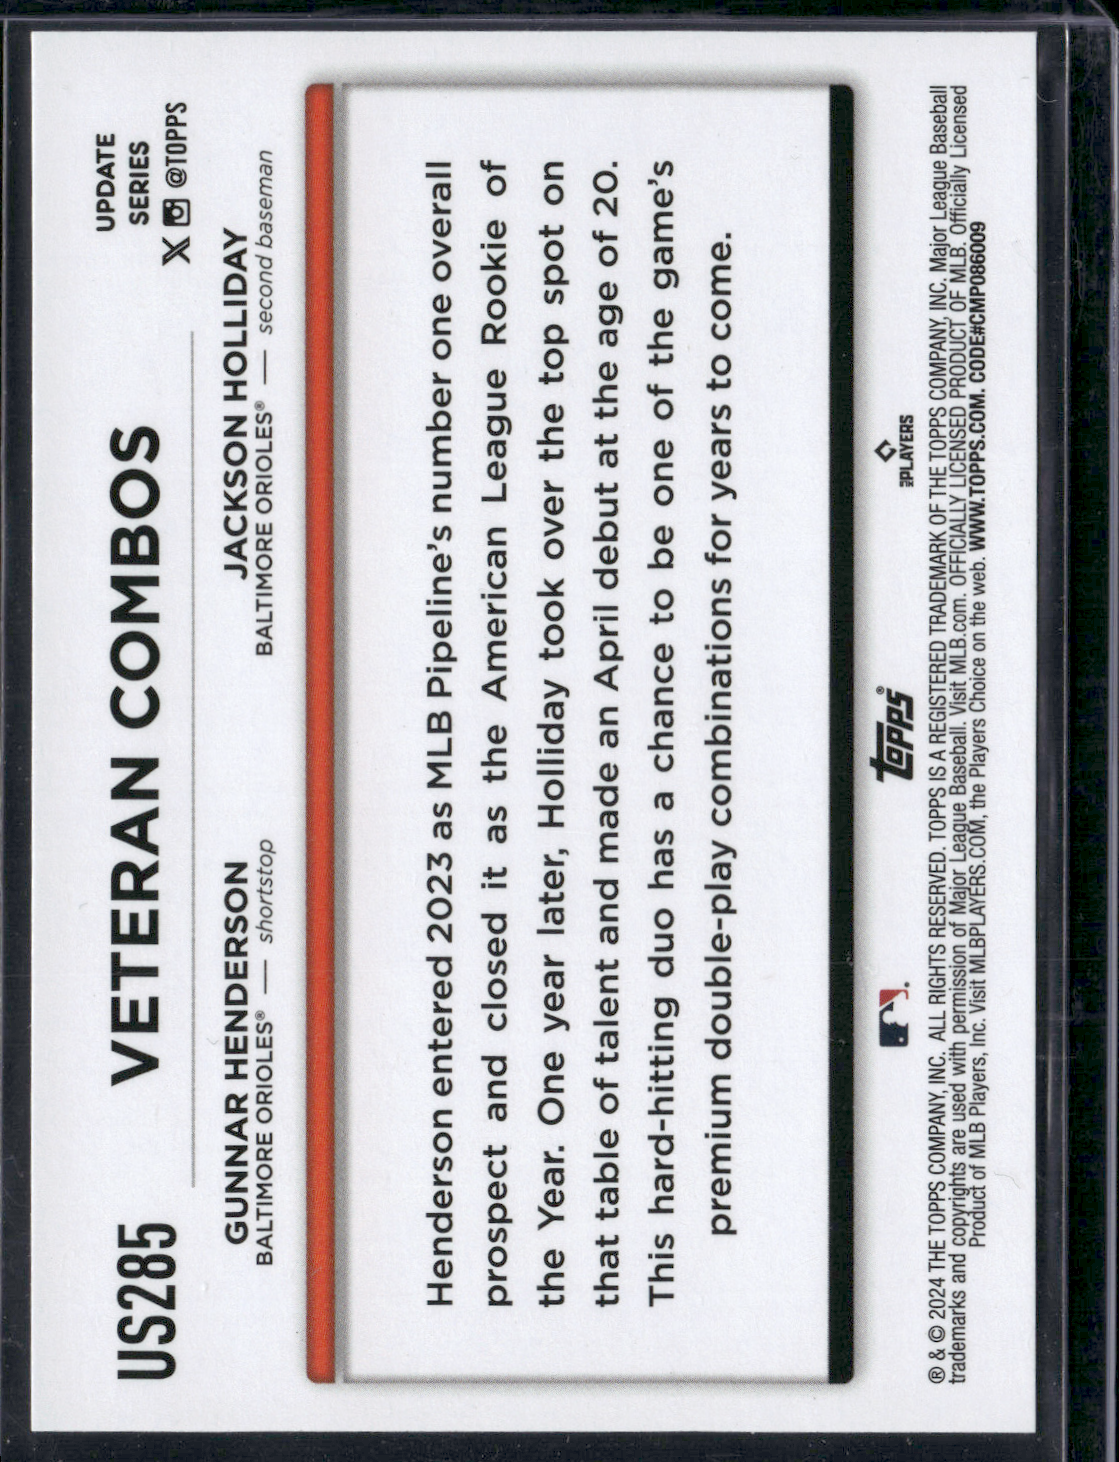 US285
VETERAN COMBOS
UPDATE
SERIES
X @TOPPS
GUNNAR HENDERSON
BALTIMORE ORIOLES® — shortstop
JACKSON HOLLIDAY
BALTIMORE ORIOLES® — second baseman
Henderson entered 2023 as MLB Pipeline's number one overall
prospect and closed it as the American League Rookie of
the Year. One year later, Holliday took over the top spot on
that table of talent and made an April debut at the age of 20.
This hard-hitting duo has a chance to be one of the game's
premium double-play combinations for years to come.
topps®
MLB PLAYERS
® & © 2024 THE TOPPS COMPANY, INC. ALL RIGHTS RESERVED. TOPPS IS A REGISTERED TRADEMARK OF THE TOPPS COMPANY, INC. Major League Baseball
trademarks and copyrights are used with permission of Major League Baseball. Visit MLB.com. OFFICIALLY LICENSED PRODUCT OF MLB. Officially Licensed
Product of MLB Players, Inc. Visit MLBPLAYERS.COM, the Players Choice on the web. WWW.TOPPS.COM. CODE#CMP086009